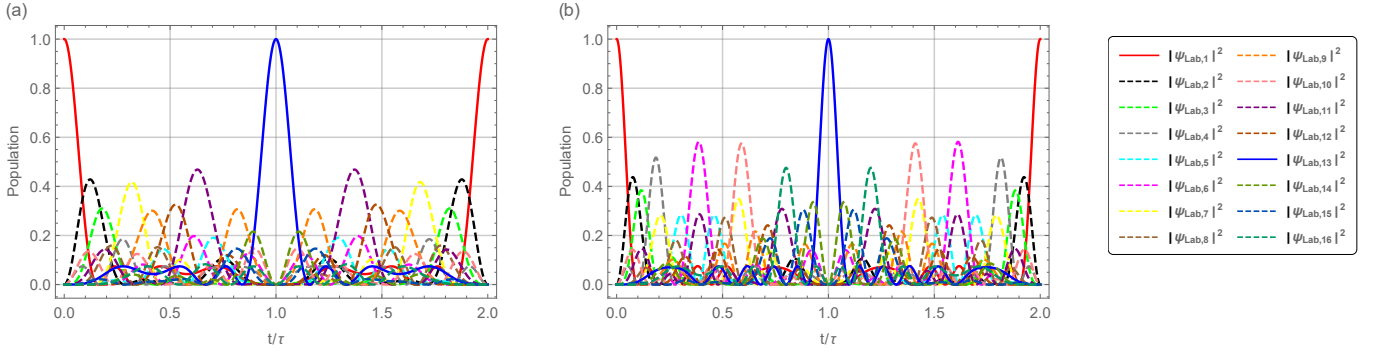 (a)
(b)
1.0
0.8
0.6
0.4
0.2
0.0
Population
0.0 0.5 1.0 1.5 2.0
t/τ
1.0
0.8
0.6
0.4
0.2
0.0
Population
0.0 0.5 1.0 1.5 2.0
t/τ
|ψLab,1|² |ψLab,9|²
|ψLab,2|² |ψLab,10|²
|ψLab,3|² |ψLab,11|²
|ψLab,4|² |ψLab,12|²
|ψLab,5|² |ψLab,13|²
|ψLab,6|² |ψLab,14|²
|ψLab,7|² |ψLab,15|²
|ψLab,8|² |ψLab,16|²